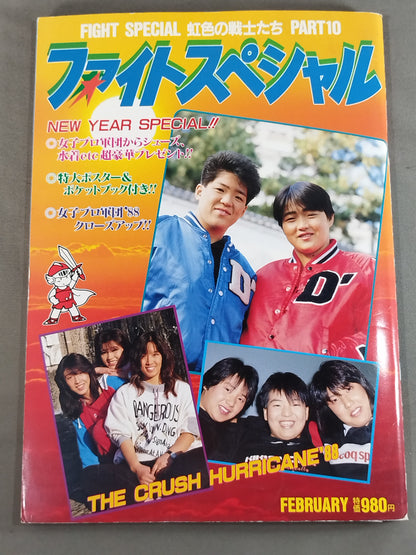 FIGHT SPECIAL 虹色の戦士たち PART10
ファイトスペシャル
NEW YEAR SPECIAL!!
○女子プロ軍団からシューズ、
水着etc超豪華プレゼント!!
○特大ポスター&
ポケットブック付き!!
○女子プロ軍団'88
クローズアップ!!
D'
D'
DANGEROUS
coq sp
THE CRUSH HURRICANE '88
FEBRUARY 特価980円